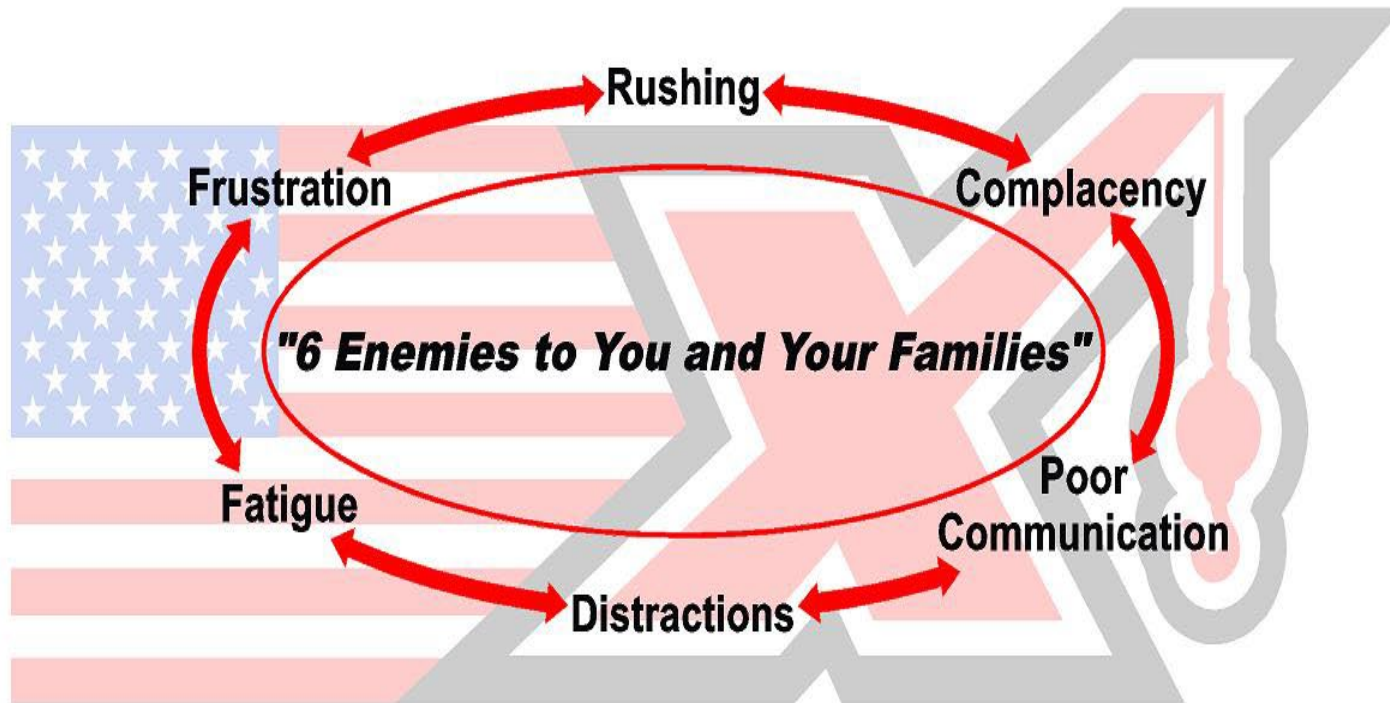 Rushing
Frustration
Complacency
"6 Enemies to You and Your Families"
Fatigue
Poor
Communication
Distractions